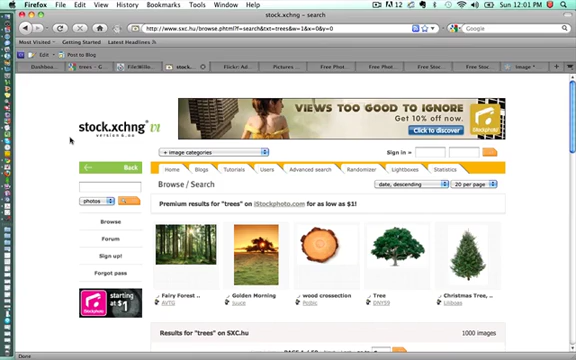 Firefox File Edit View History Bookmarks Tools Window Help
12
Sun 12:01 PM
stock.xchng - search
http://www.sxc.hu/browse.phtml?f=search&txt=trees&w=1&x=0&y=0
Most Visited Getting Started Latest Headlines
Edit Post to Blog
Dashboa... trees - G... stock... Flickr: Ad... Pictures ... Free Phot... Free Phot... Free Sto... Free Sto... Image
stock.xchng VI
VIEWS TOO GOOD TO IGNORE
Get 10% off now.
Click to discover
iStockphoto
+ image categories
Sign in »
Back
Home Blogs Tutorials Users Advanced search Randomizer Lightboxes Statistics
Browse / Search
date, descending
20 per page
photos
Premium results for "trees" on iStockphoto.com for as low as $1!
Browse
Forum
Sign up!
Forgot pass
Fairy Forest ..
Golden Morning
wood crossection
Tree
Christmas Tree, ..
starting at $1
Results for "trees" on SXC.hu
1000 images
Done